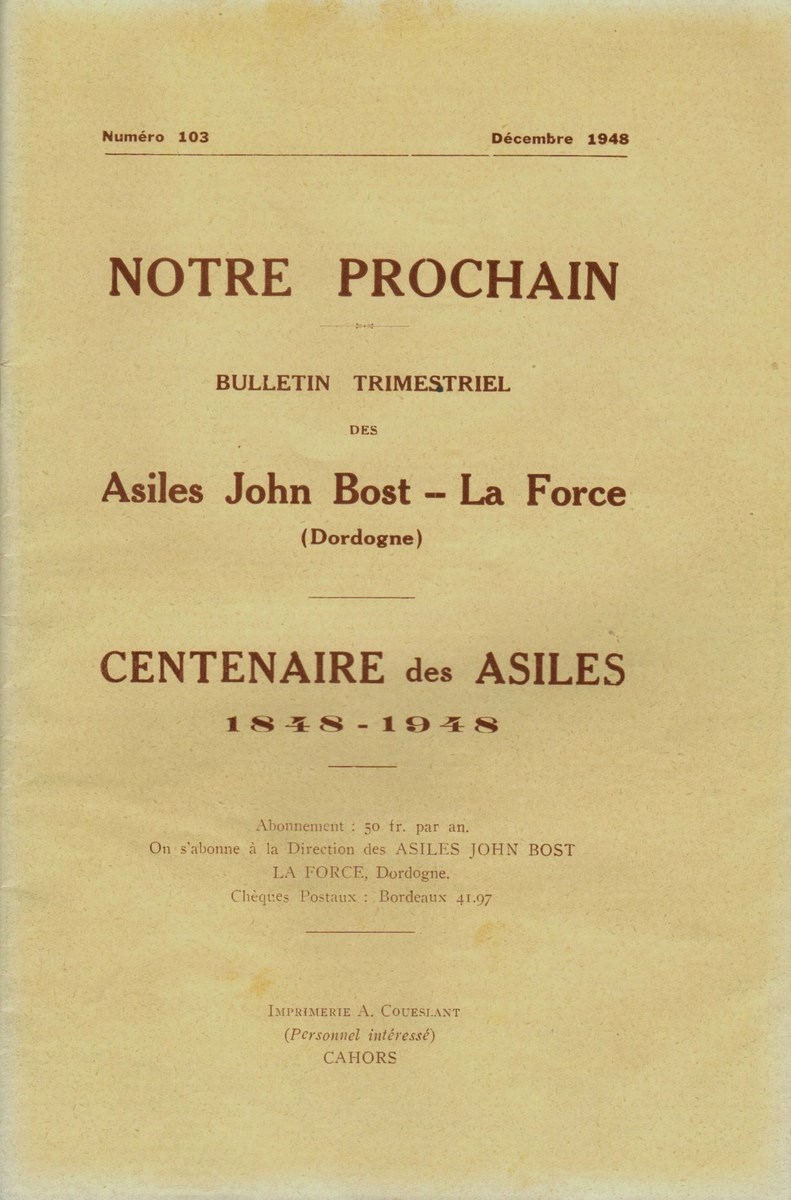 Numéro 103 Décembre 1948
NOTRE PROCHAIN
BULLETIN TRIMESTRIEL
DES
Asiles John Bost – La Force
(Dordogne)
CENTENAIRE des ASILES
1848-1948
Abonnement : 50 fr. par an.
On s'abonne à la Direction des ASILES JOHN BOST
LA FORCE, Dordogne.
Chèques Postaux : Bordeaux 41.97
IMPRIMERIE A. COUESLANT
(Personnel intéressé)
CAHORS